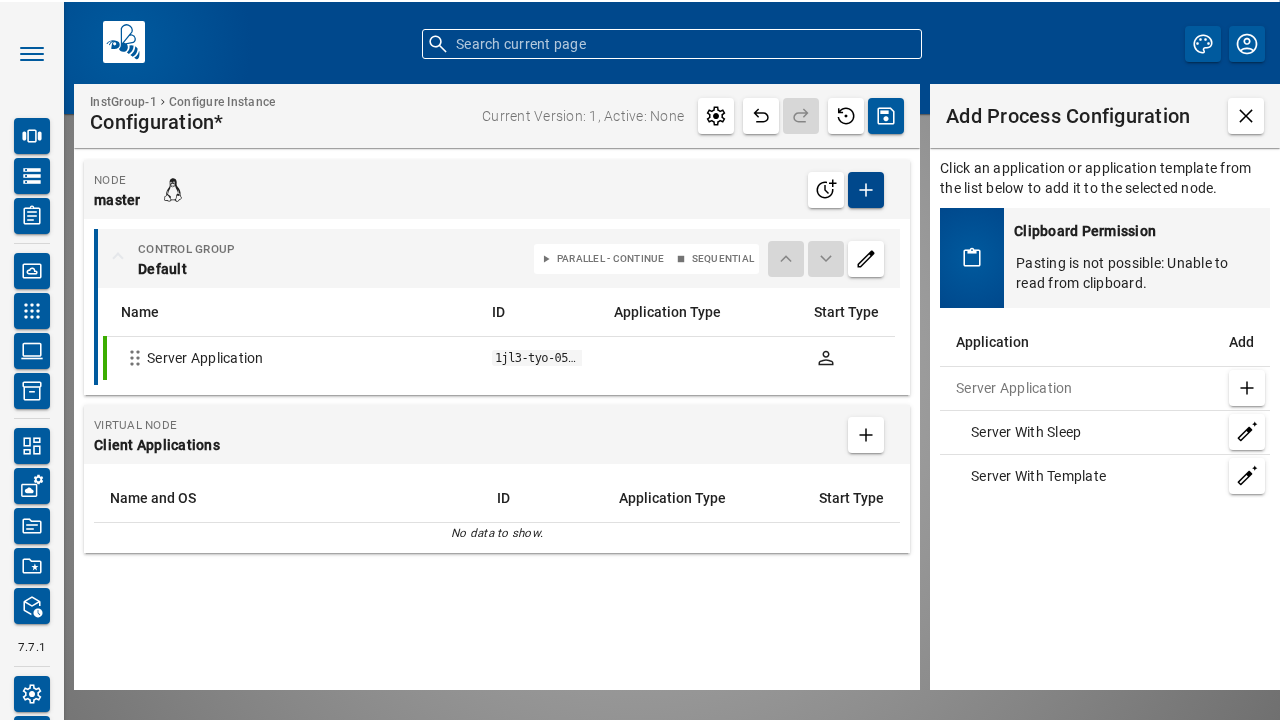 Search current page
InstGroup-1 › Configure Instance
Configuration*
Current Version: 1, Active: None
NODE
master
CONTROL GROUP
Default
PARALLEL - CONTINUE
SEQUENTIAL
Name ID Application Type Start Type
Server Application 1jl3-tyo-05…
VIRTUAL NODE
Client Applications
Name and OS ID Application Type Start Type
No data to show.
Add Process Configuration
Click an application or application template from
the list below to add it to the selected node.
Clipboard Permission
Pasting is not possible: Unable to
read from clipboard.
Application Add
Server Application
Server With Sleep
Server With Template
7.7.1